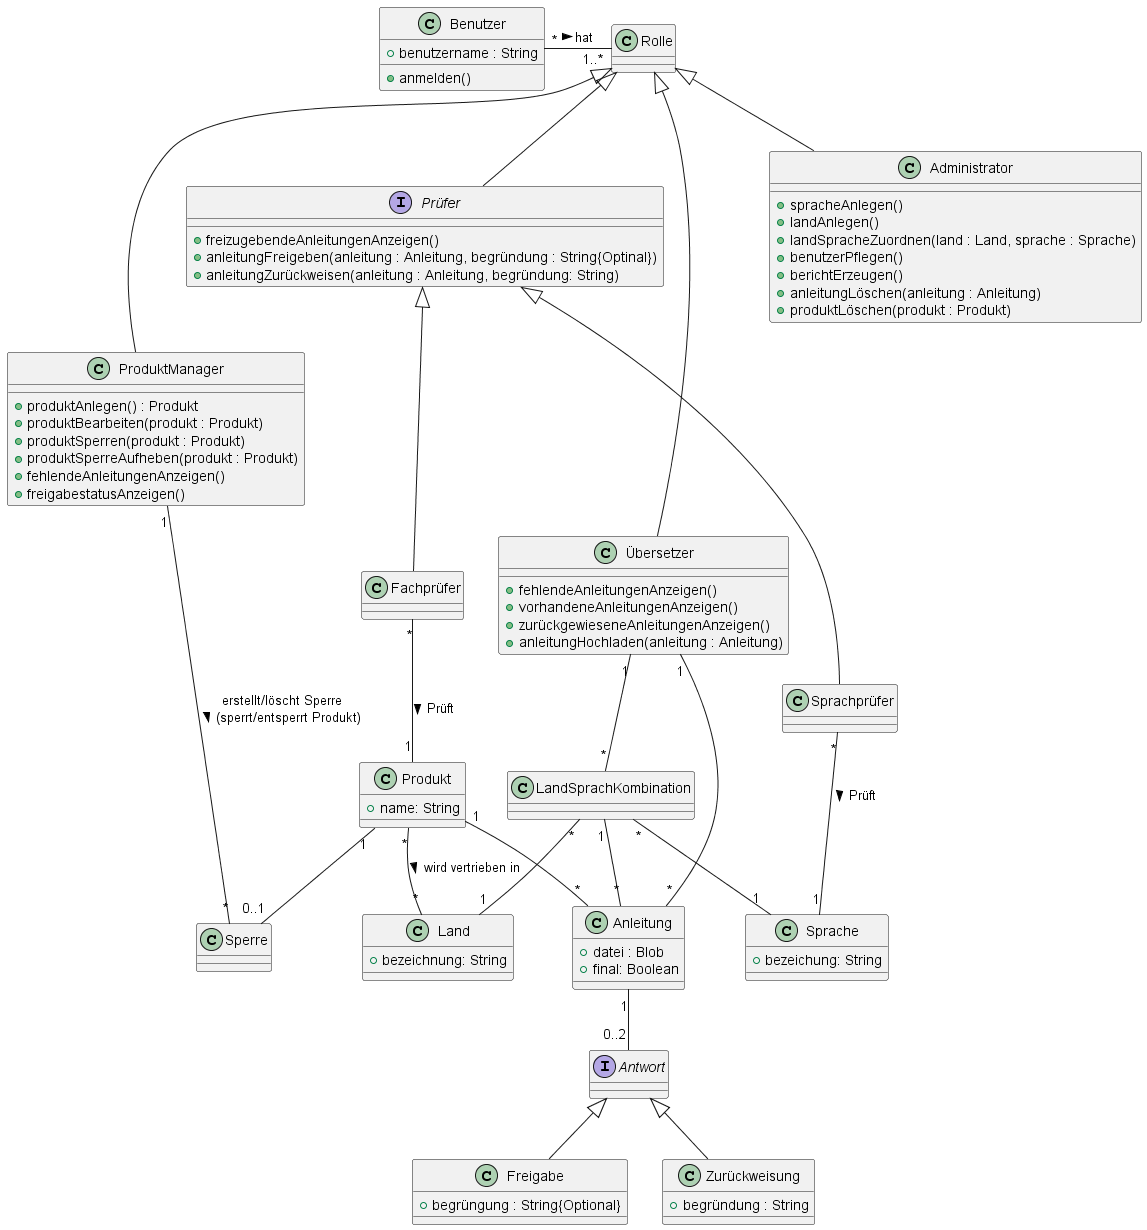 Benutzer
benutzername : String
anmelden()
* hat
1..*
Rolle
Prüfer
freizugebendeAnleitungenAnzeigen()
anleitungFreigeben(anleitung : Anleitung, begründung : String{Optinal})
anleitungZurückweisen(anleitung : Anleitung, begründung: String)
Administrator
spracheAnlegen()
landAnlegen()
landSpracheZuordnen(land : Land, sprache : Sprache)
benutzerPflegen()
berichtErzeugen()
anleitungLöschen(anleitung : Anleitung)
produktLöschen(produkt : Produkt)
ProduktManager
produktAnlegen() : Produkt
produktBearbeiten(produkt : Produkt)
produktSperren(produkt : Produkt)
produktSperreAufheben(produkt : Produkt)
fehlendeAnleitungenAnzeigen()
freigabestatusAnzeigen()
1
Fachprüfer
*
Übersetzer
fehlendeAnleitungenAnzeigen()
vorhandeneAnleitungenAnzeigen()
zurückgewieseneAnleitungenAnzeigen()
anleitungHochladen(anleitung : Anleitung)
1
1
Sprachprüfer
*
erstellt/löscht Sperre
(sperrt/entsperrt Produkt)
Prüft
1
*
Prüft
Produkt
name: String
1
*
1
LandSprachKombination
*
1
*
wird vertrieben in
*
0..1
*
1
*
*
*
1
1
Sperre
Land
bezeichnung: String
Anleitung
datei : Blob
final: Boolean
Sprache
bezeichung: String
1
0..2
Antwort
Freigabe
begrüngung : String{Optional}
Zurückweisung
begründung : String